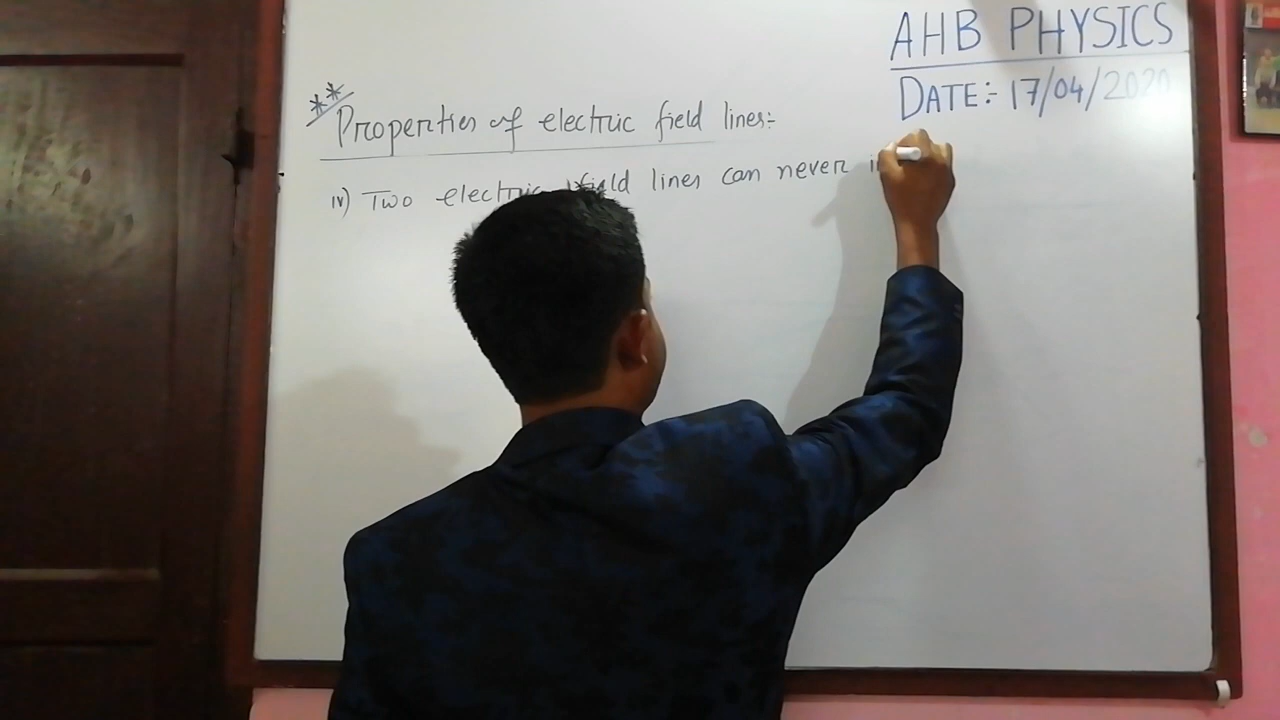 AHB PHYSICS
DATE:- 17/04/2020
** Properties of electric field lines:-
iv) Two electric field lines can never